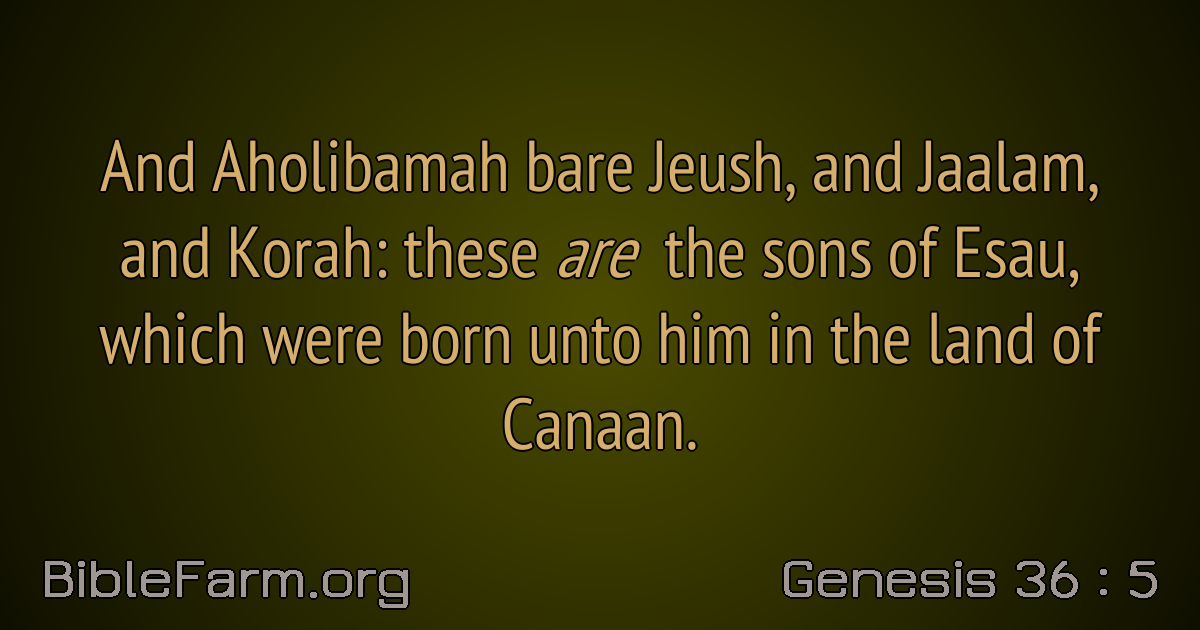 And Aholibamah bare Jeush, and Jaalam,
and Korah: these are the sons of Esau,
which were born unto him in the land of
Canaan.
BibleFarm.org
Genesis 36 : 5